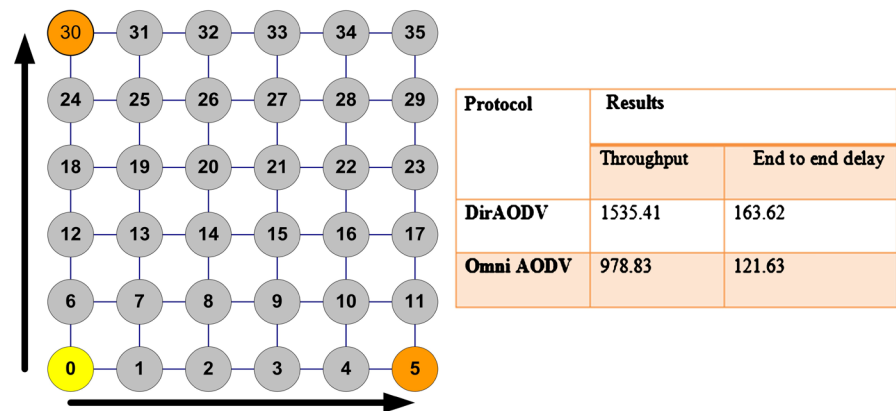 30 31 32 33 34 35
24 25 26 27 28 29
18 19 20 21 22 23
12 13 14 15 16 17
6 7 8 9 10 11
0 1 2 3 4 5
Protocol Results
Throughput End to end delay
DirAODV 1535.41 163.62
Omni AODV 978.83 121.63